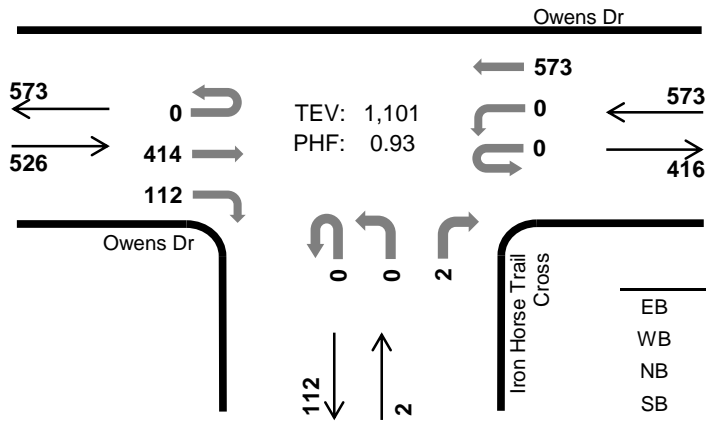 Owens Dr
573
573
0
TEV: 1,101
0
573
PHF: 0.93
526
414
0
416
112
Owens Dr
0
0
2
Iron Horse Trail
Cross
EB
WB
NB
SB
112
2